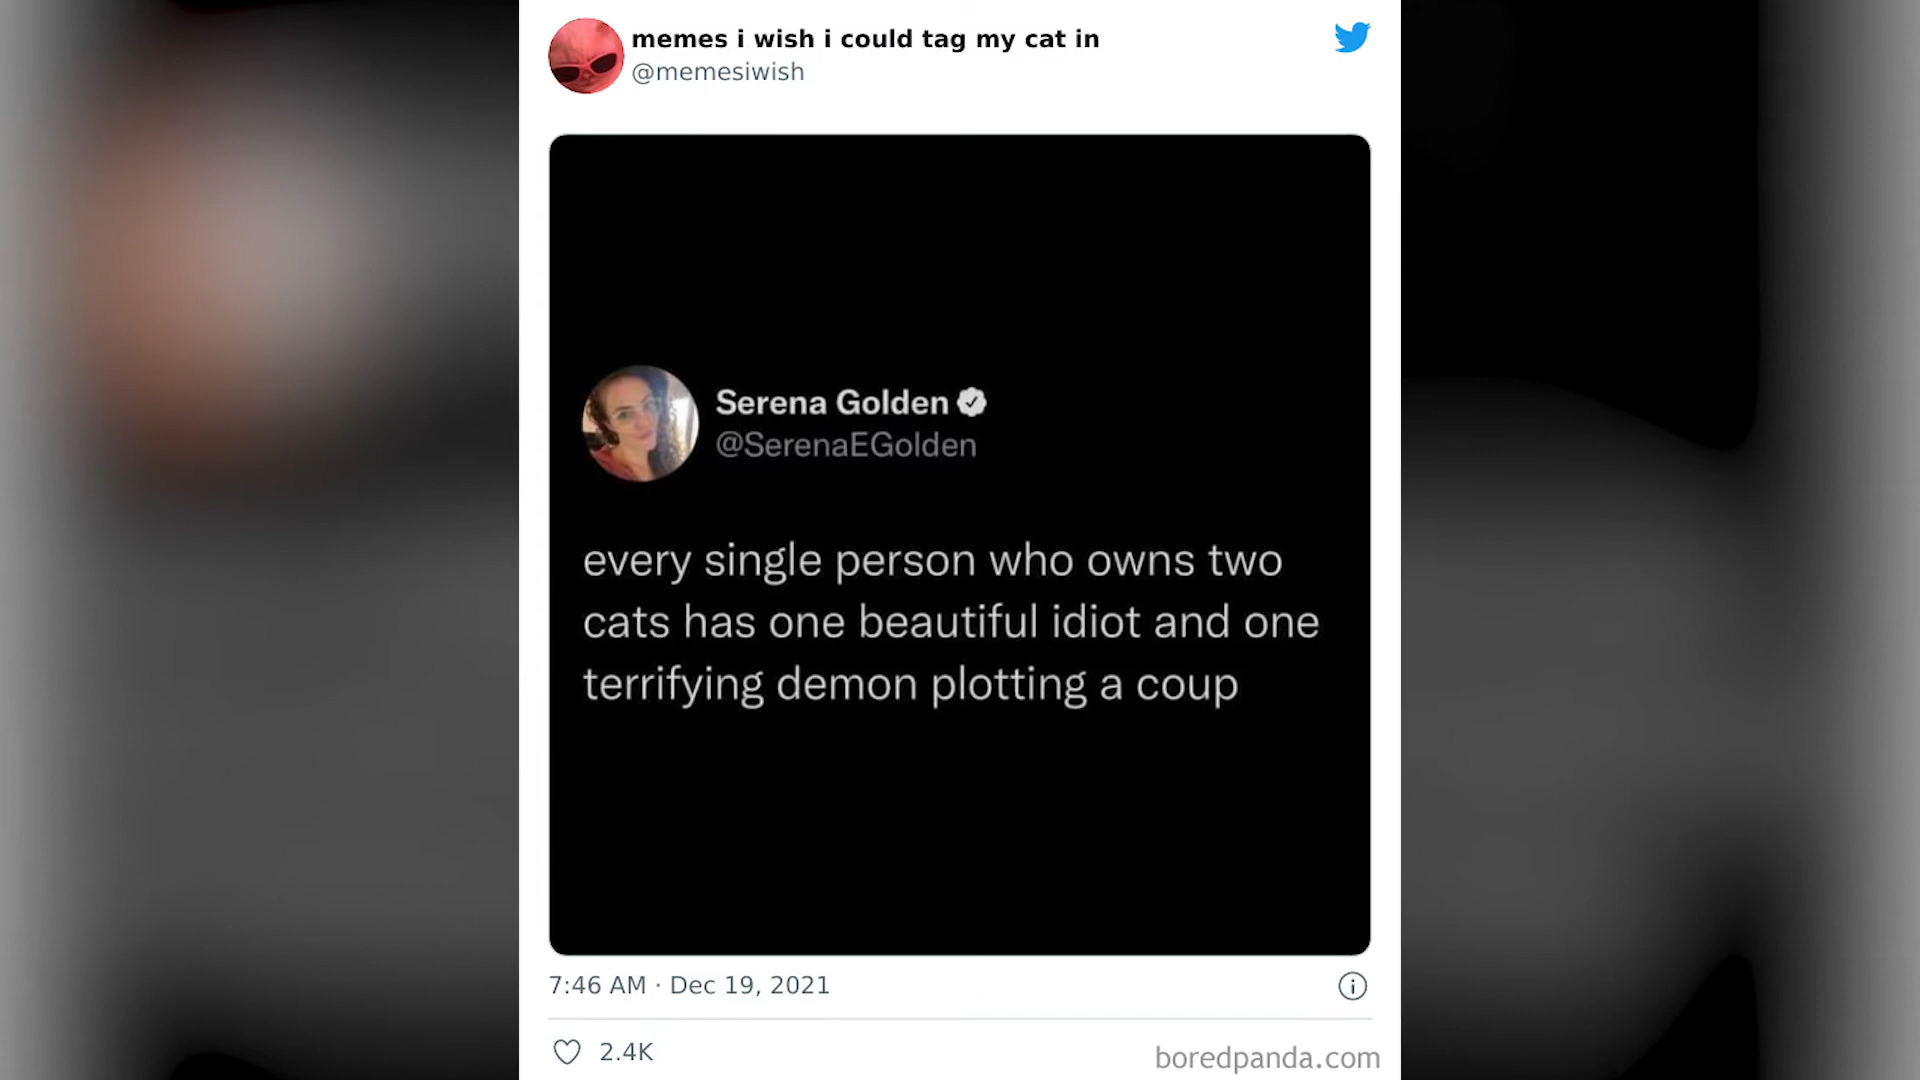 memes i wish i could tag my cat in
@memesiwish
Serena Golden
@SerenaEGolden
every single person who owns two
cats has one beautiful idiot and one
terrifying demon plotting a coup
7:46 AM · Dec 19, 2021
2.4K
boredpanda.com